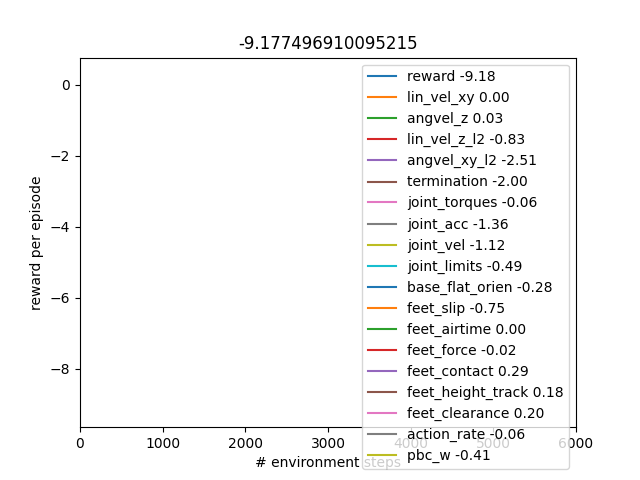 -9.177496910095215
reward per episode
0
−2
−4
−6
−8
reward -9.18
lin_vel_xy 0.00
angvel_z 0.03
lin_vel_z_l2 -0.83
angvel_xy_l2 -2.51
termination -2.00
joint_torques -0.06
joint_acc -1.36
joint_vel -1.12
joint_limits -0.49
base_flat_orien -0.28
feet_slip -0.75
feet_airtime 0.00
feet_force -0.02
feet_contact 0.29
feet_height_track 0.18
feet_clearance 0.20
action_rate -0.06
pbc_w -0.41
0 1000 2000 3000 4000 5000 6000
# environment steps